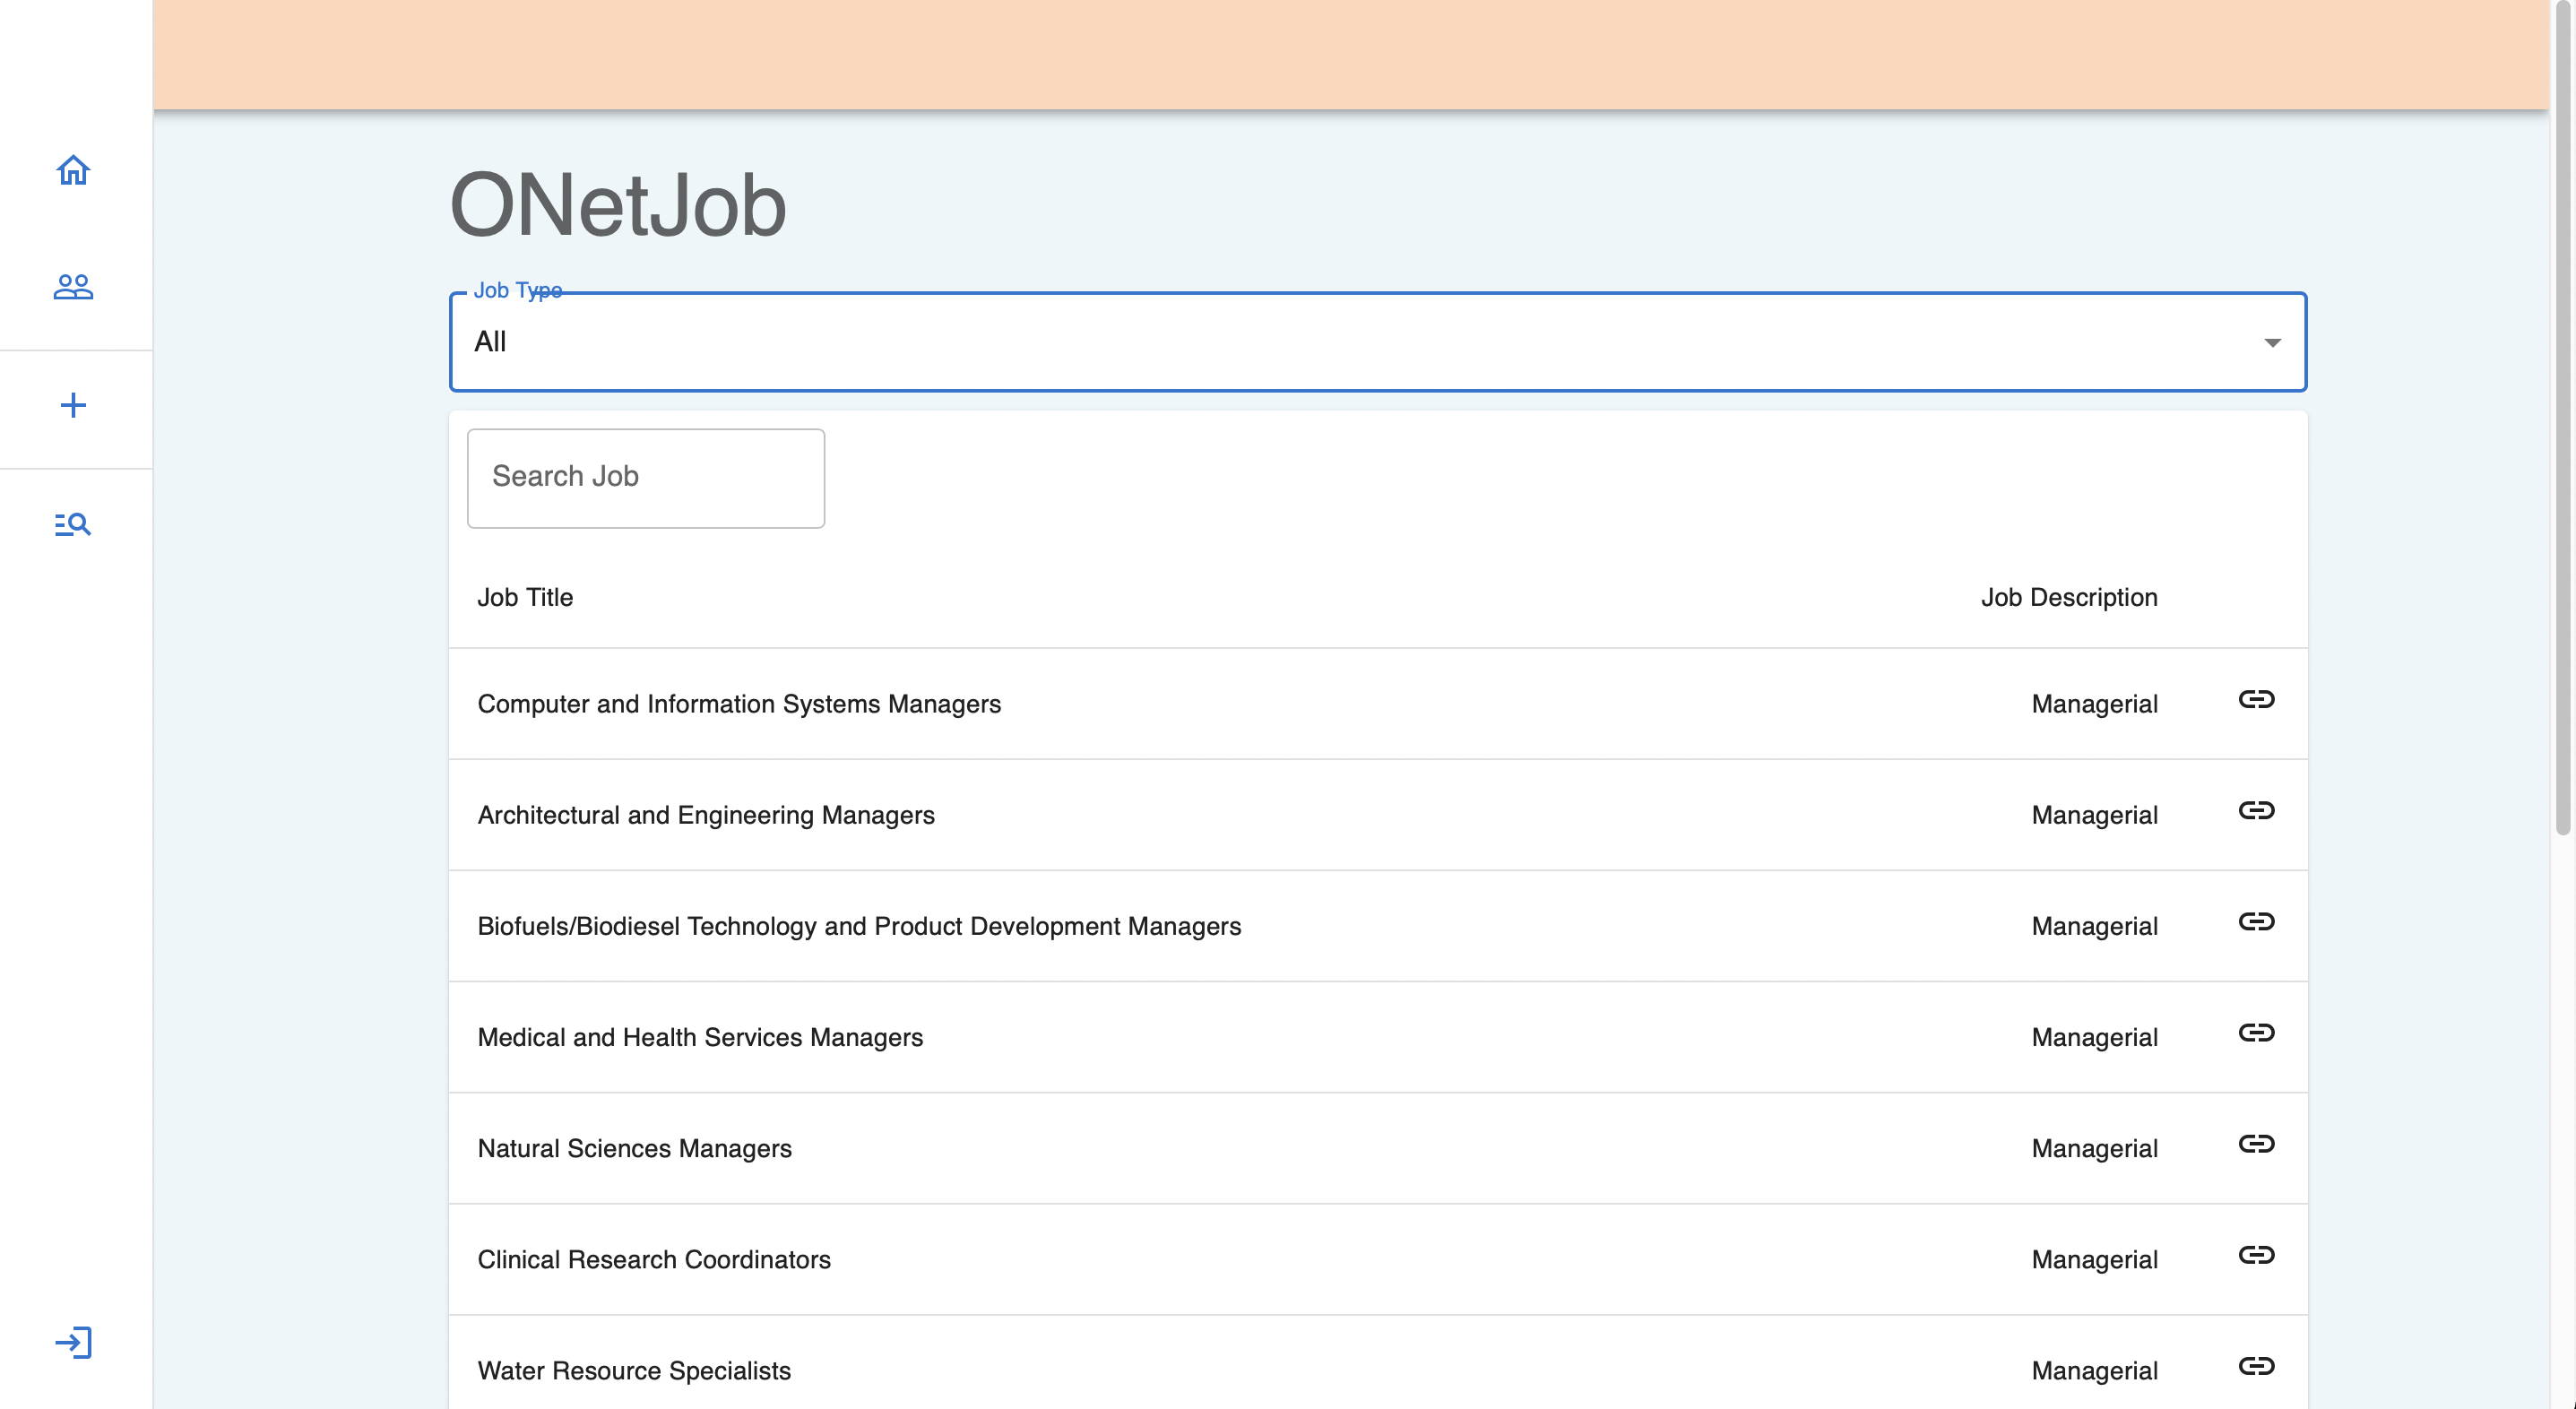 ONetJob
Job Type
All
Search Job
Job Title Job Description
Computer and Information Systems Managers Managerial
Architectural and Engineering Managers Managerial
Biofuels/Biodiesel Technology and Product Development Managers Managerial
Medical and Health Services Managers Managerial
Natural Sciences Managers Managerial
Clinical Research Coordinators Managerial
Water Resource Specialists Managerial